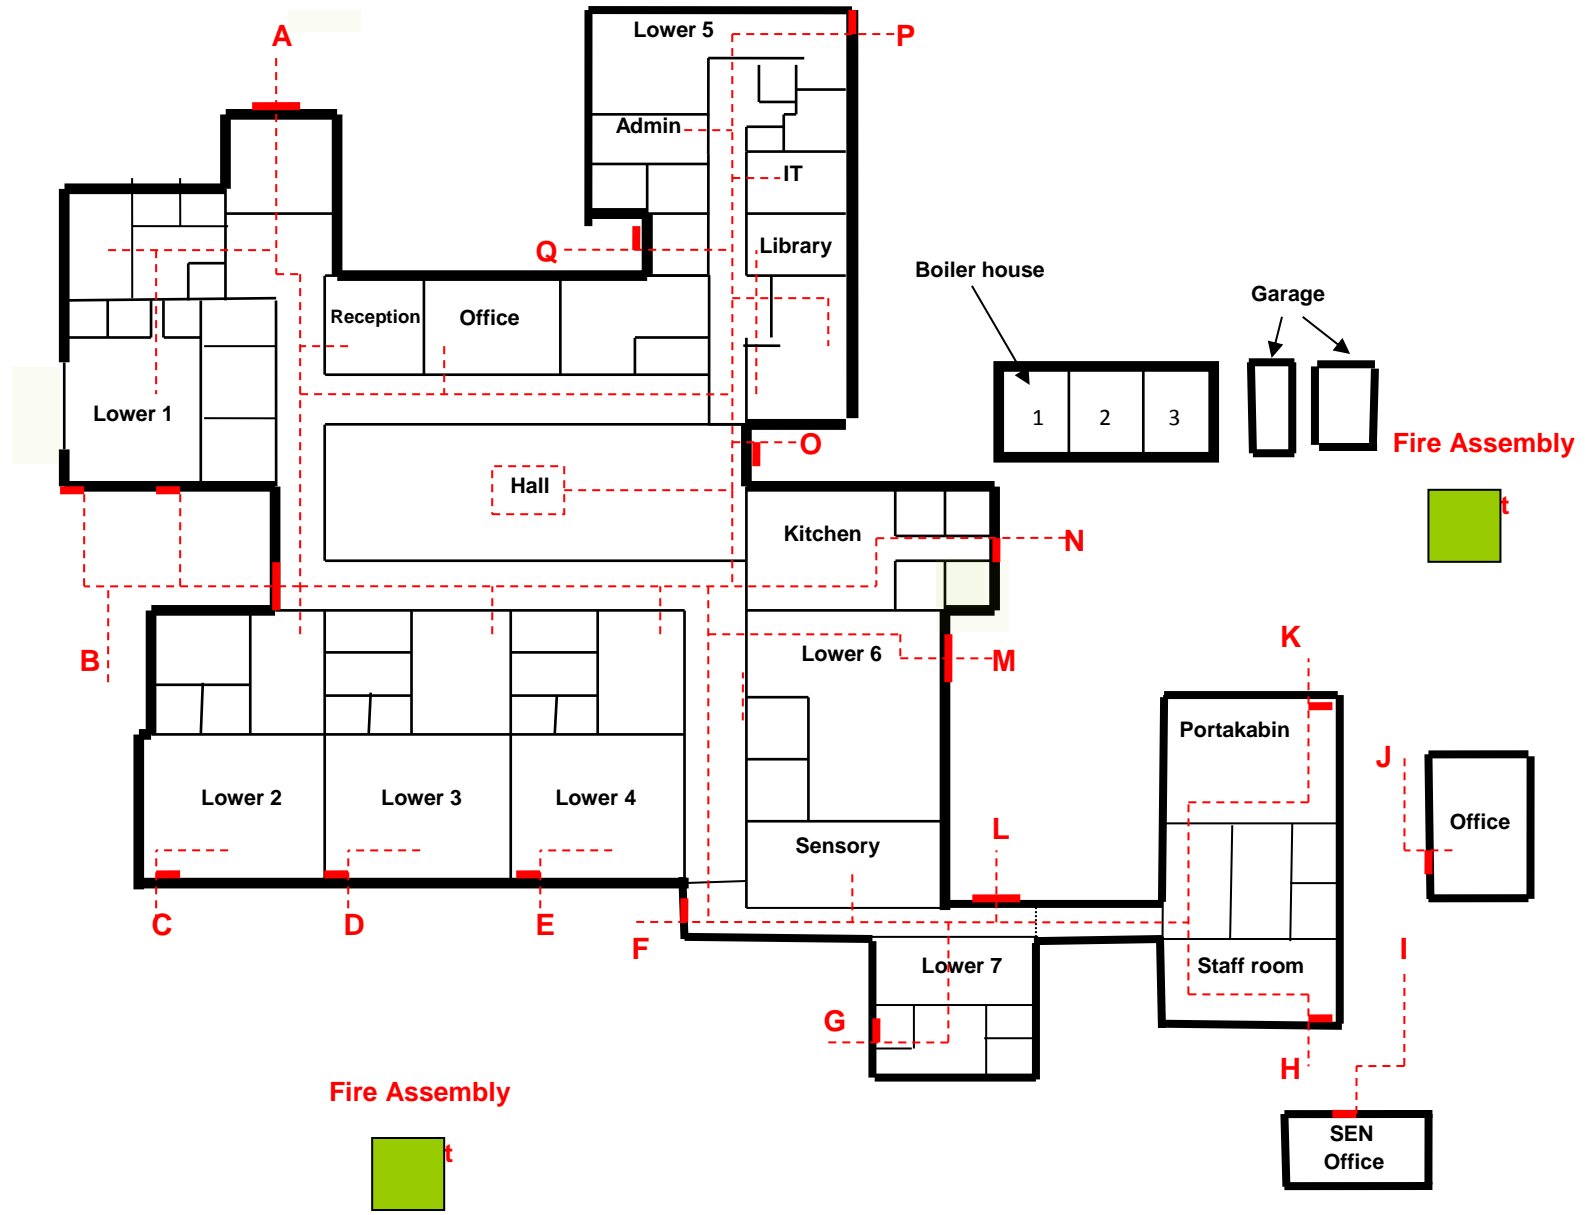 A
Lower 5
P
Admin
IT
Q
Library
Boiler house
Garage
Reception
Office
Lower 1
1
2
3
O
Fire Assembly
t
Hall
Kitchen
N
B
Lower 6
M
K
Portakabin
J
Lower 2
Lower 3
Lower 4
Office
L
Sensory
C
D
E
F
I
Lower 7
Staff room
G
H
Fire Assembly
t
SEN
Office